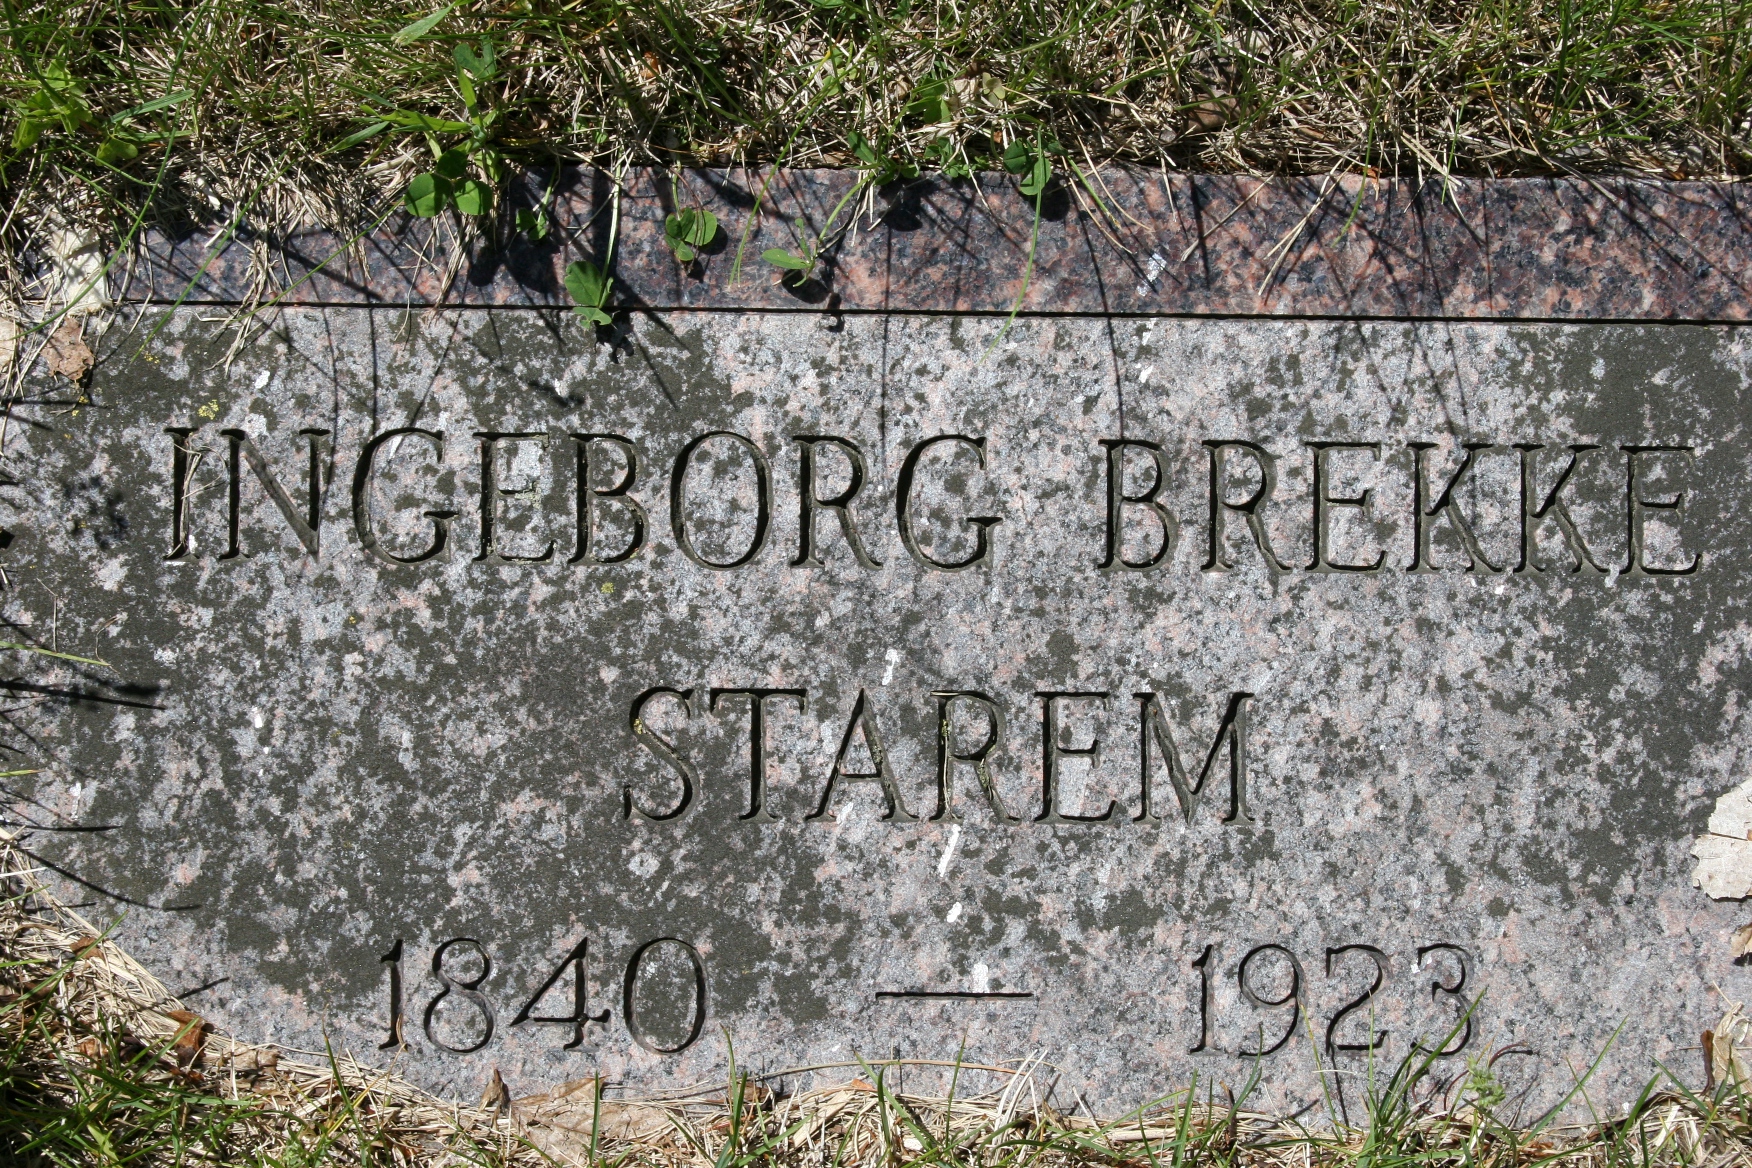 INGEBORG BREKKE
STAREM
1840 — 1923